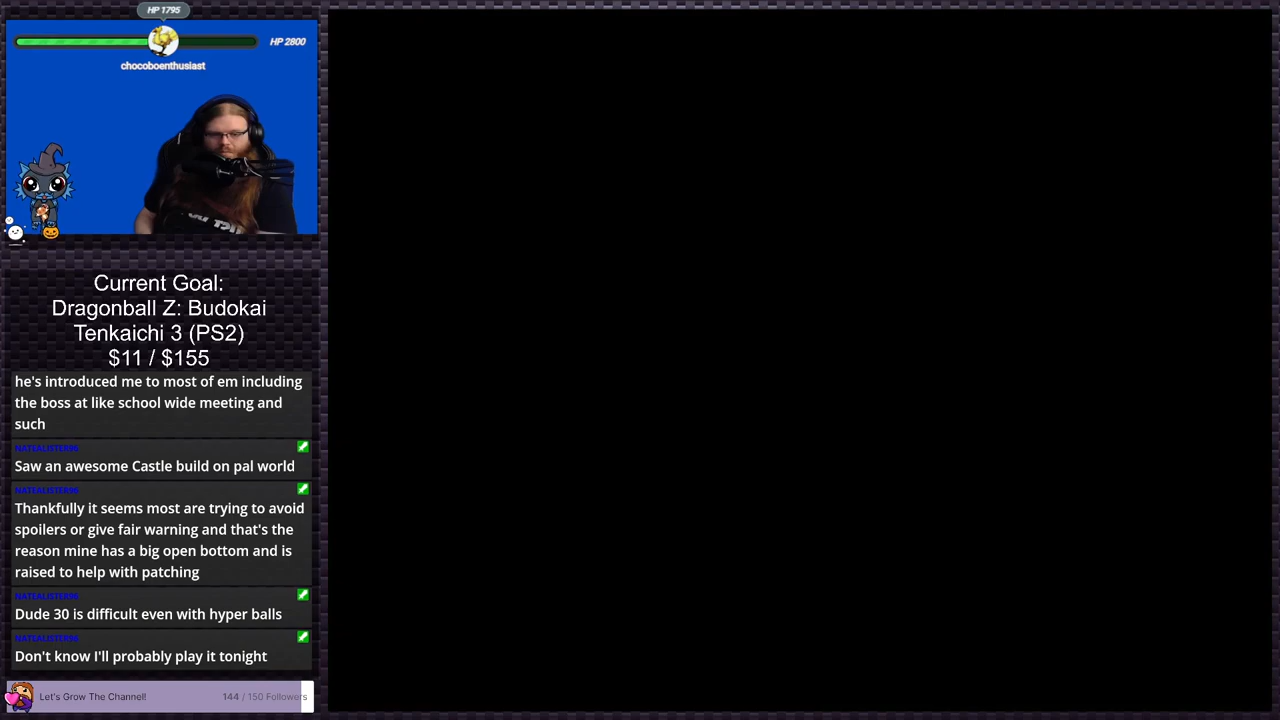 HP 1795
HP 2800
chocoboenthusiast
Current Goal:
Dragonball Z: Budokai
Tenkaichi 3 (PS2)
$11 / $155
he's introduced me to most of em including
the boss at like school wide meeting and
such
NATEALISTER96
Saw an awesome Castle build on pal world
NATEALISTER96
Thankfully it seems most are trying to avoid
spoilers or give fair warning and that's the
reason mine has a big open bottom and is
raised to help with patching
NATEALISTER96
Dude 30 is difficult even with hyper balls
NATEALISTER96
Don't know I'll probably play it tonight
Let's Grow The Channel!
144 / 150 Followers